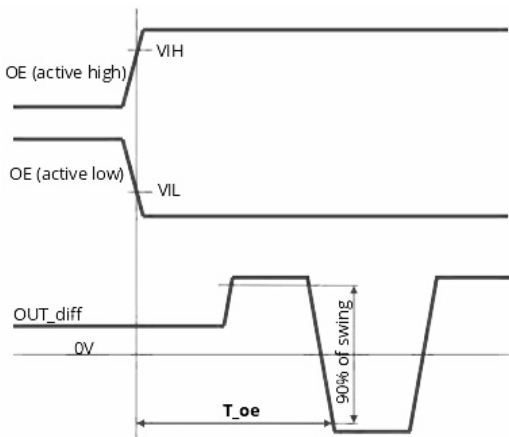 VIH
OE (active high)
OE (active low)
VIL
OUT_diff
0V
90% of swing
T_oe